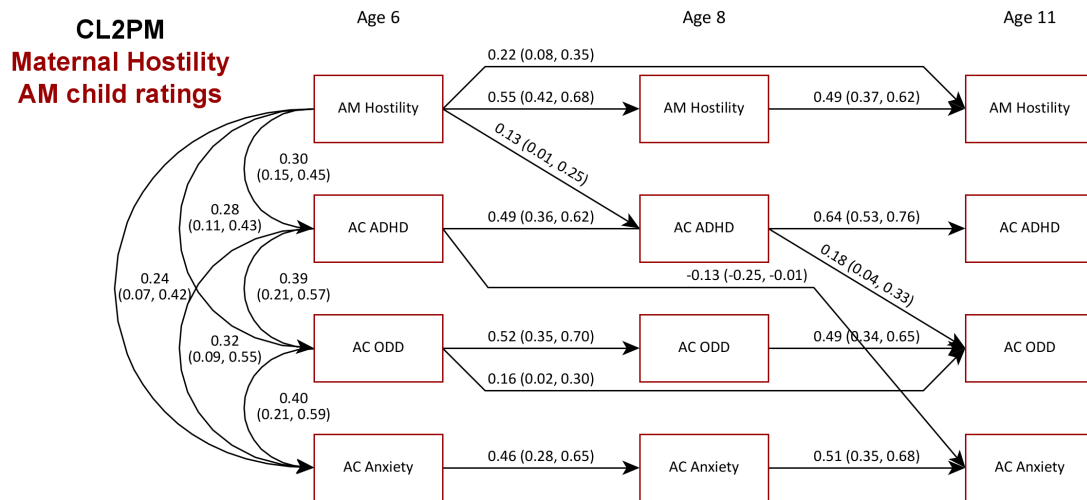 Age 6
Age 8
Age 11
CL2PM
Maternal Hostility
AM child ratings
0.22 (0.08, 0.35)
AM Hostility
0.55 (0.42, 0.68)
AM Hostility
0.49 (0.37, 0.62)
AM Hostility
0.13 (0.01, 0.25)
0.30
(0.15, 0.45)
0.28
(0.11, 0.43)
AC ADHD
0.49 (0.36, 0.62)
AC ADHD
0.64 (0.53, 0.76)
AC ADHD
0.18 (0.04, 0.33)
-0.13 (-0.25, -0.01)
0.24
(0.07, 0.42)
0.39
(0.21, 0.57)
0.32
(0.09, 0.55)
AC ODD
0.52 (0.35, 0.70)
AC ODD
0.49 (0.34, 0.65)
AC ODD
0.16 (0.02, 0.30)
0.40
(0.21, 0.59)
AC Anxiety
0.46 (0.28, 0.65)
AC Anxiety
0.51 (0.35, 0.68)
AC Anxiety